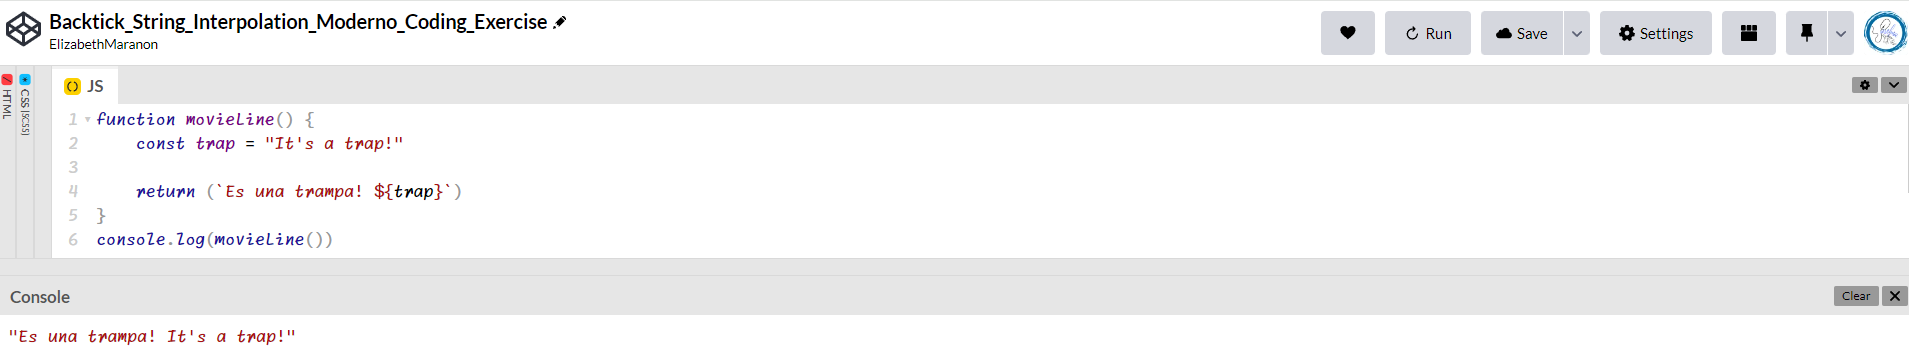 Backtick_String_Interpolation_Moderno_Coding_Exercise
ElizabethMaranon
Run
Save
Settings
HTML
CSS (SCSS)
JS
1 function movieLine() {
2 const trap = "It's a trap!"
3
4 return (`Es una trampa! ${trap}`)
5 }
6 console.log(movieLine())
Console
Clear
"Es una trampa! It's a trap!"